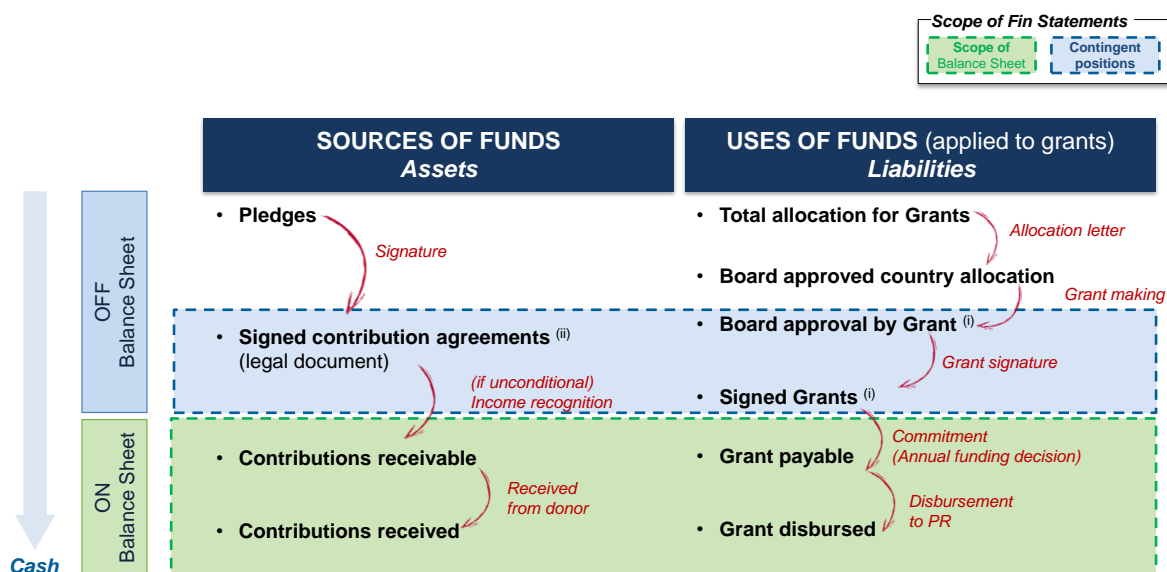 Scope of Fin Statements
Scope of
Balance Sheet
Contingent
positions
SOURCES OF FUNDS
Assets
USES OF FUNDS (applied to grants)
Liabilities
OFF
Balance Sheet
• Pledges
Signature
• Signed contribution agreements (ii)
(legal document)
(if unconditional)
Income recognition
• Total allocation for Grants
Allocation letter
• Board approved country allocation
Grant making
• Board approval by Grant (i)
Grant signature
• Signed Grants (i)
ON
Balance Sheet
• Contributions receivable
Received
from donor
• Contributions received
Commitment
(Annual funding decision)
• Grant payable
Disbursement
to PR
• Grant disbursed
Cash